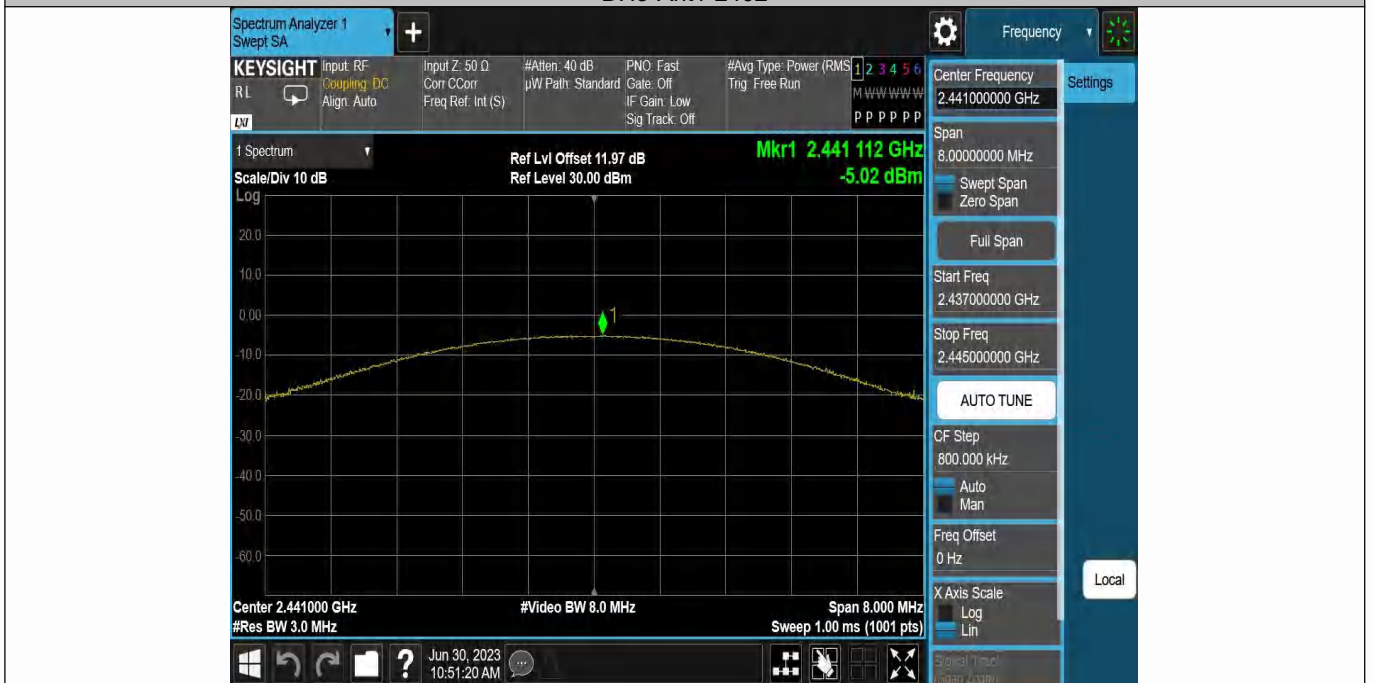 Spectrum Analyzer 1
Swept SA
+
Frequency
KEYSIGHT
RL
LXI
Input: RF
Coupling: DC
Align: Auto
Input Z: 50 Ω
Corr CCorr
Freq Ref: Int (S)
#Atten: 40 dB
µW Path: Standard
PNO: Fast
Gate: Off
IF Gain: Low
Sig Track: Off
#Avg Type: Power (RMS
Trig: Free Run
1 2 3 4 5 6
M W W W W W
P P P P P P
1 Spectrum
Scale/Div 10 dB
Ref Lvl Offset 11.97 dB
Ref Level 30.00 dBm
Mkr1 2.441 112 GHz
-5.02 dBm
Log
20.0
10.0
0.00
-10.0
-20.0
-30.0
-40.0
-50.0
-60.0
1
Center 2.441000 GHz
#Res BW 3.0 MHz
#Video BW 8.0 MHz
Span 8.000 MHz
Sweep 1.00 ms (1001 pts)
?
Jun 30, 2023
10:51:20 AM
Center Frequency
2.441000000 GHz
Settings
Span
8.00000000 MHz
Swept Span
Zero Span
Full Span
Start Freq
2.437000000 GHz
Stop Freq
2.445000000 GHz
AUTO TUNE
CF Step
800.000 kHz
Auto
Man
Freq Offset
0 Hz
X Axis Scale
Log
Lin
Local
Signal Track
(Span Zoom)